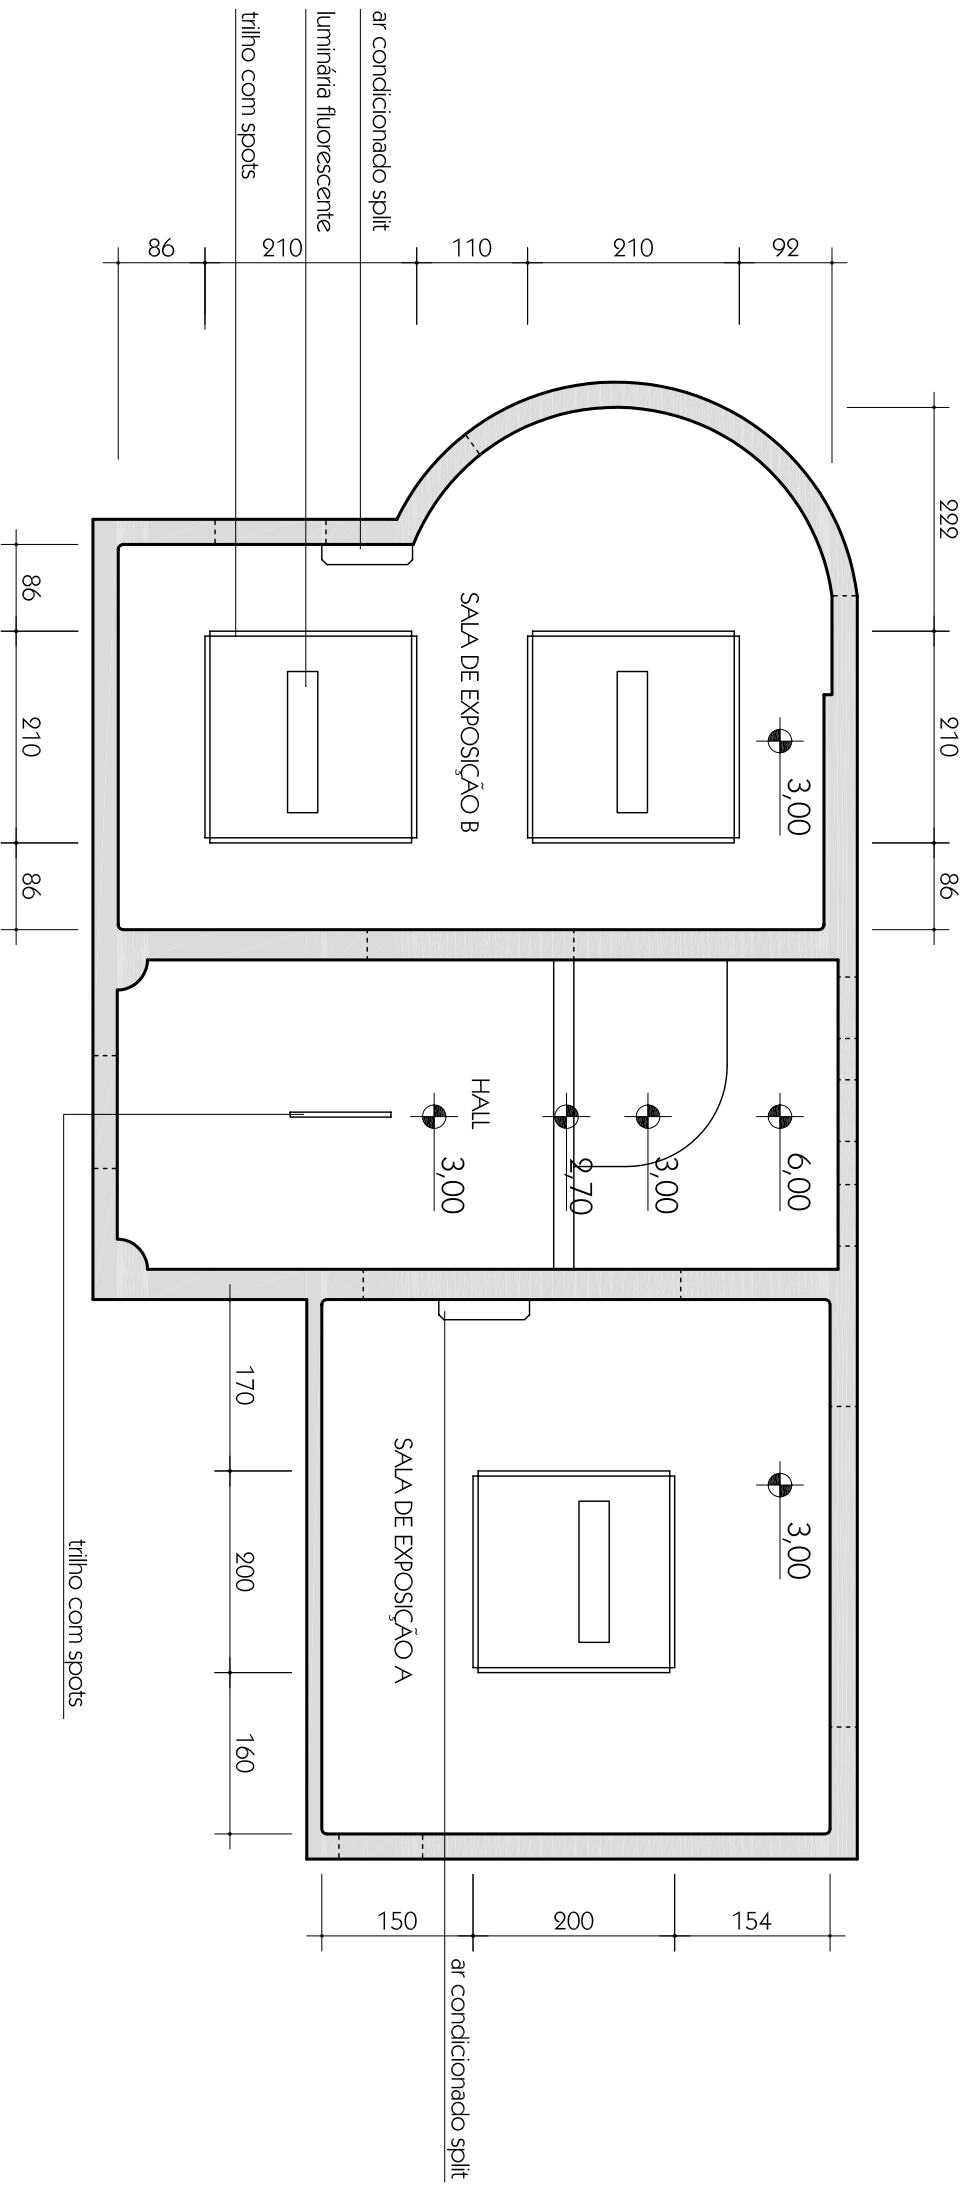 trilho com spots
luminária fluorescente
ar condicionado split
86
210
110
210
92
222
210
86
86
210
86
SALA DE EXPOSIÇÃO B
3,00
HALL
3,00
2,70
3,00
6,00
170
200
160
SALA DE EXPOSIÇÃO A
3,00
trilho com spots
150
200
154
ar condicionado split